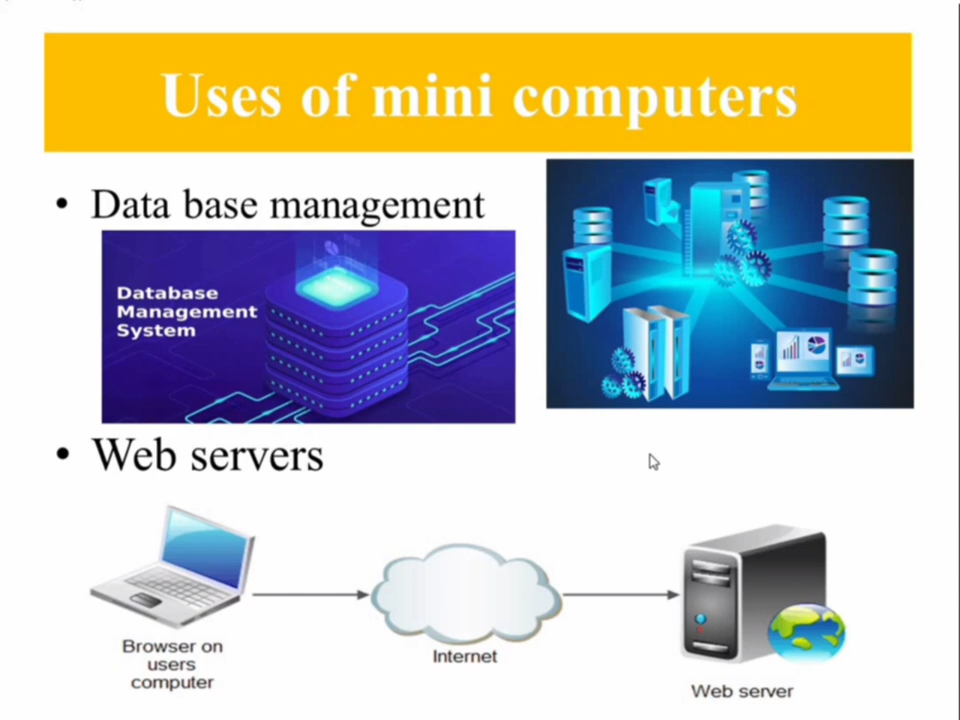 Uses of mini computers
• Data base management
Database
Management
System
• Web servers
Browser on
users
computer
Internet
Web server